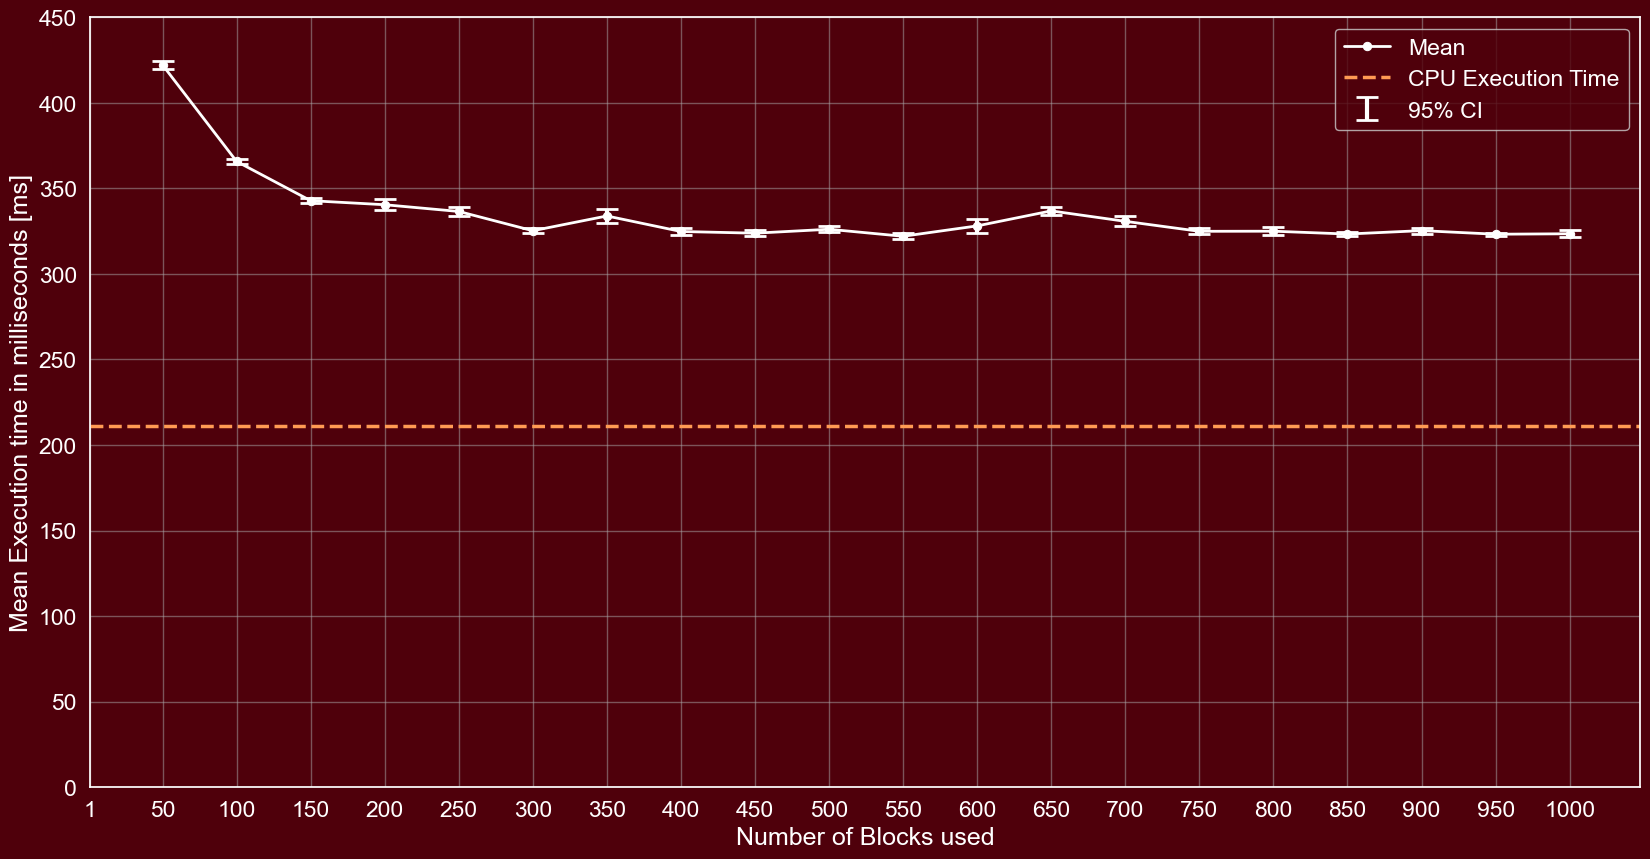 450
400
350
300
250
200
150
100
50
0
Mean Execution time in milliseconds [ms]
Mean
CPU Execution Time
95% CI
1 50 100 150 200 250 300 350 400 450 500 550 600 650 700 750 800 850 900 950 1000
Number of Blocks used